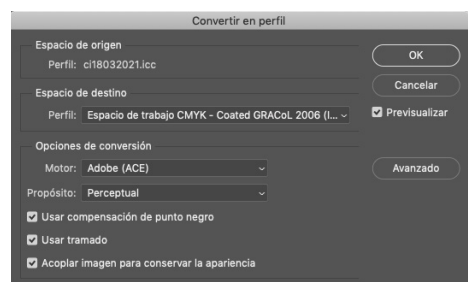 Convertir en perfil
Espacio de origen
Perfil: ci18032021.icc
OK
Cancelar
Previsualizar
Espacio de destino
Perfil: Espacio de trabajo CMYK - Coated GRACoL 2006 (I...
Opciones de conversión
Motor: Adobe (ACE)
Avanzado
Propósito: Perceptual
Usar compensación de punto negro
Usar tramado
Acoplar imagen para conservar la apariencia